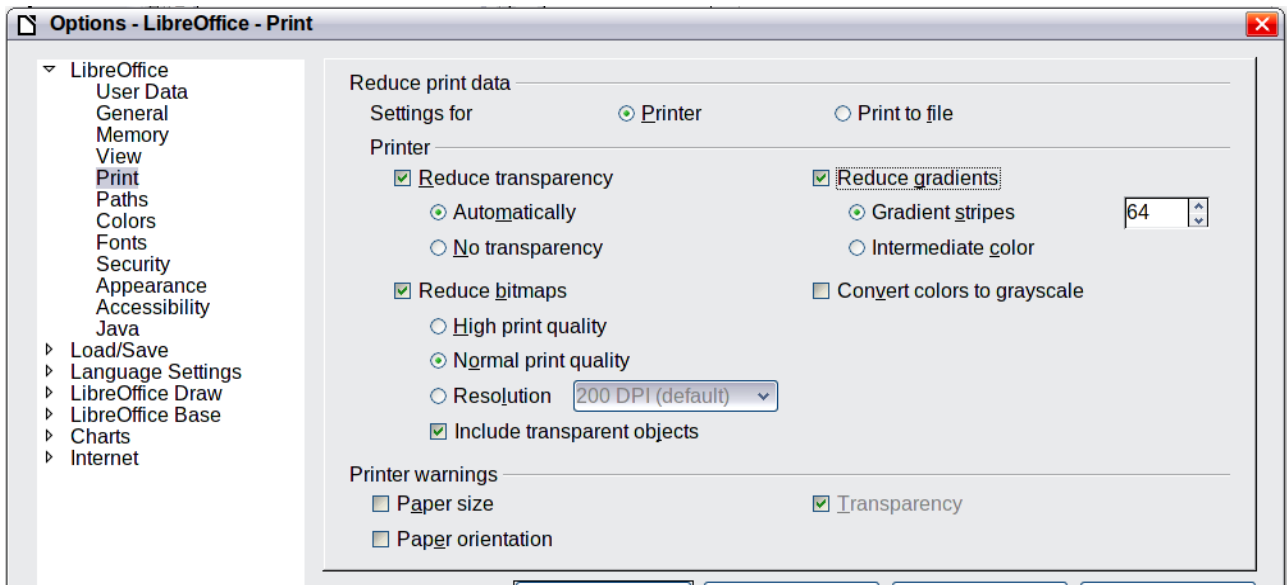 Options - LibreOffice - Print
LibreOffice
User Data
General
Memory
View
Print
Paths
Colors
Fonts
Security
Appearance
Accessibility
Java
Load/Save
Language Settings
LibreOffice Draw
LibreOffice Base
Charts
Internet
Reduce print data
Settings for Printer Print to file
Printer
Reduce transparency Reduce gradients
Automatically Gradient stripes 64
No transparency Intermediate color
Reduce bitmaps Convert colors to grayscale
High print quality
Normal print quality
Resolution 200 DPI (default)
Include transparent objects
Printer warnings
Paper size Transparency
Paper orientation